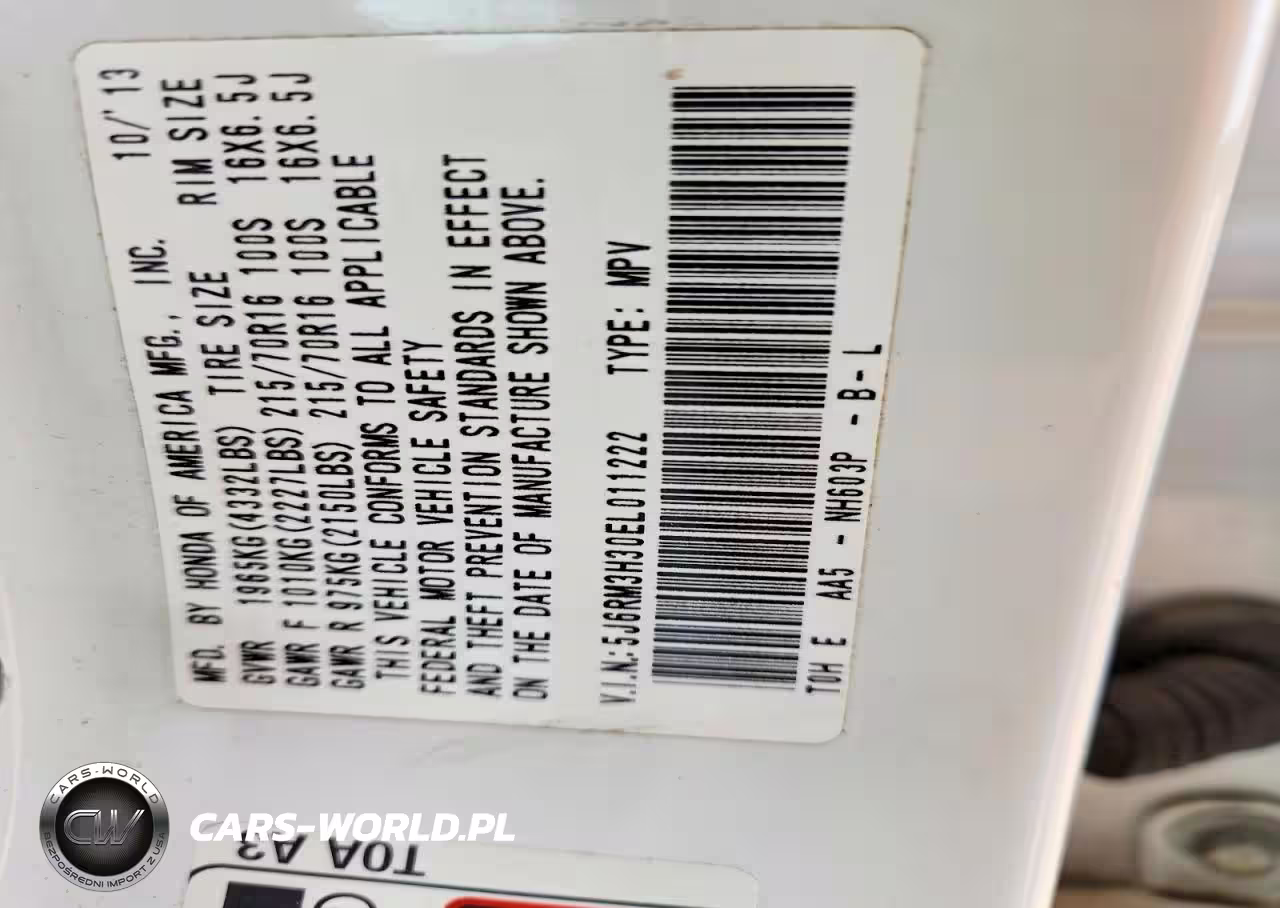 MFD. BY HONDA OF AMERICA MFG., INC. 10/'13
GVWR 1965KG(4332LBS) TIRE SIZE RIM SIZE
GAWR F 1010KG(2227LBS) 215/70R16 100S 16X6.5J
GAWR R 975KG(2150LBS) 215/70R16 100S 16X6.5J
THIS VEHICLE CONFORMS TO ALL APPLICABLE
FEDERAL MOTOR VEHICLE SAFETY
AND THEFT PREVENTION STANDARDS IN EFFECT
ON THE DATE OF MANUFACTURE SHOWN ABOVE.
V.I.N.: 5J6RM3H30EL011222 TYPE: MPV
T0H E AA5 - NH603P - B - L
T0A A3
CARS-WORLD
CW
BEZPOŚREDNI IMPORT Z USA
CARS-WORLD.PL